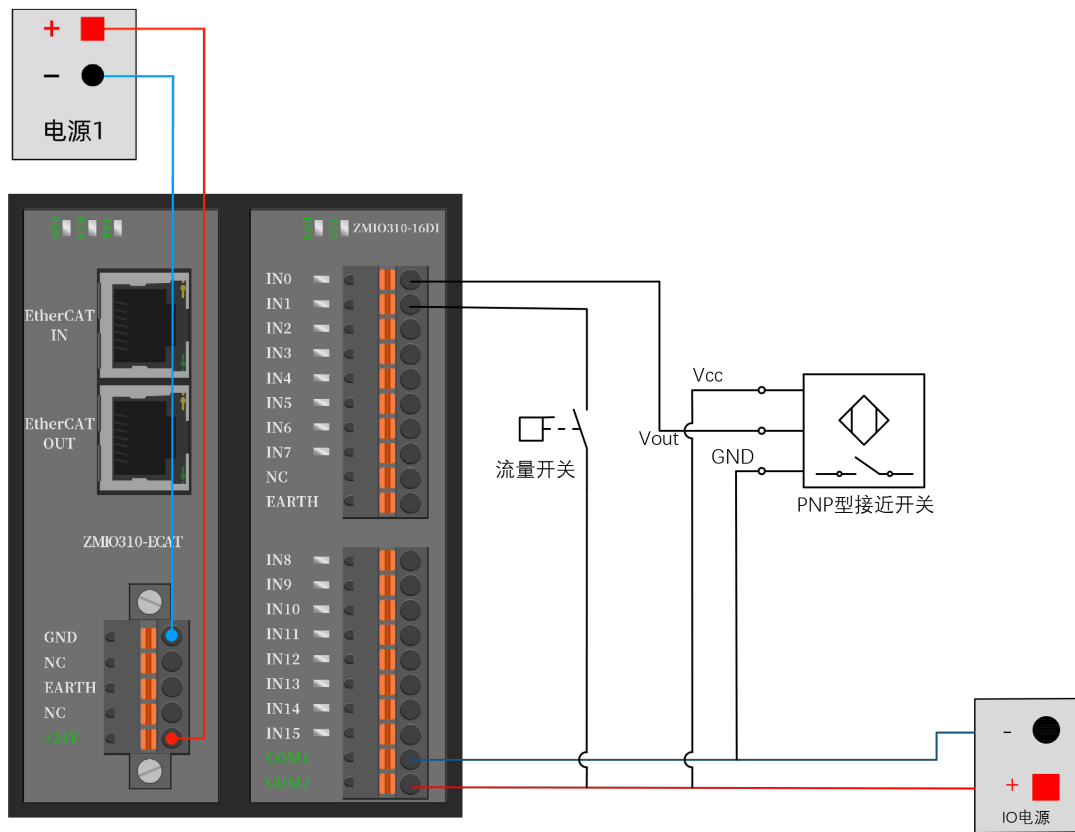 +
−
电源1
RUN
ERR
ZMIO310-16DI
IN0
IN1
IN2
IN3
IN4
IN5
IN6
IN7
NC
EARTH
EtherCAT
IN
EtherCAT
OUT
ZMIO310-ECAT
IN8
IN9
IN10
IN11
IN12
IN13
IN14
IN15
COM1
COM2
GND
NC
EARTH
NC
+24V
流量开关
Vcc
Vout
GND
PNP型接近开关
-
+
IO电源